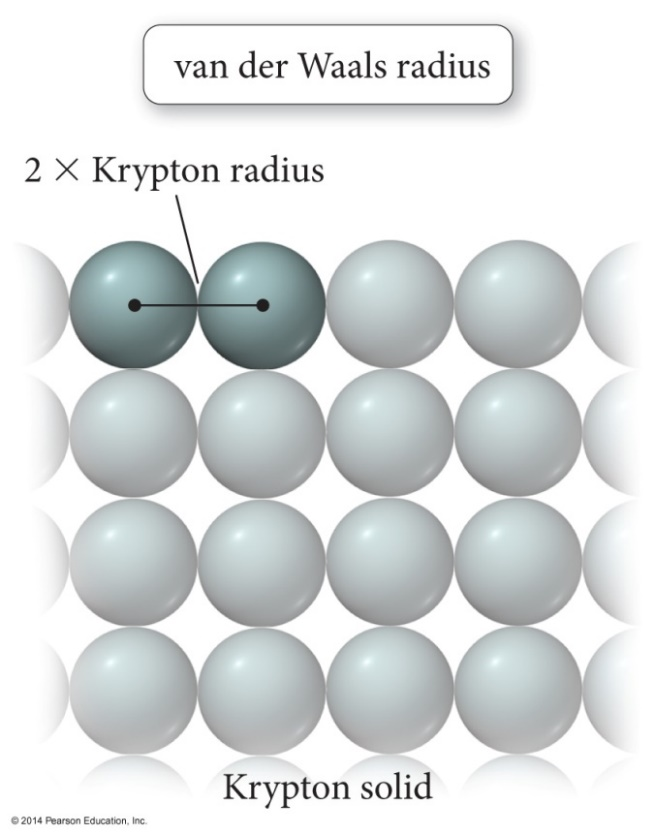 van der Waals radius
2 × Krypton radius
Krypton solid
© 2014 Pearson Education, Inc.